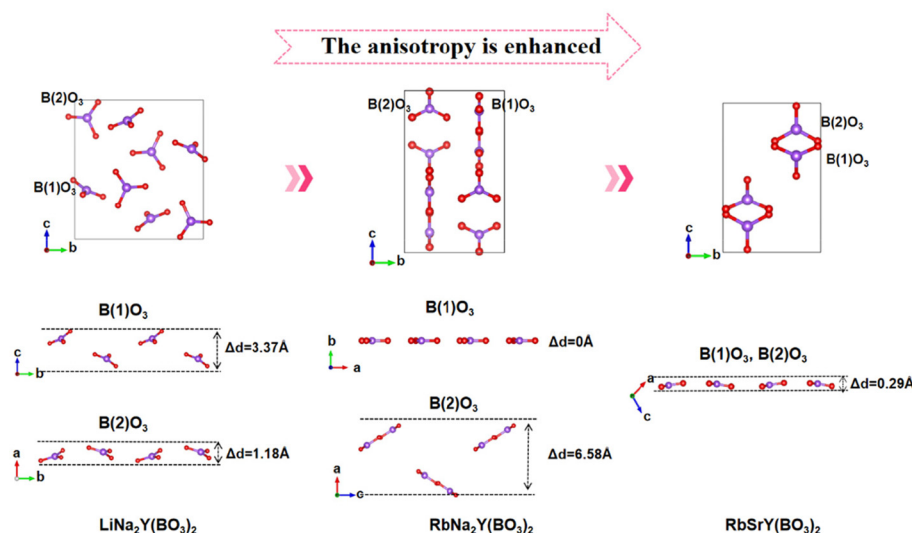 The anisotropy is enhanced
B(2)O₃
B(1)O₃
c
b
B(2)O₃
B(1)O₃
c
b
B(2)O₃
B(1)O₃
c
b
B(1)O₃
Δd=3.37Å
c
b
B(2)O₃
Δd=1.18Å
a
b
B(1)O₃
Δd=0Å
b
a
B(2)O₃
Δd=6.58Å
a
B(1)O₃, B(2)O₃
Δd=0.29Å
a
c
LiNa₂Y(BO₃)₂
RbNa₂Y(BO₃)₂
RbSrY(BO₃)₂